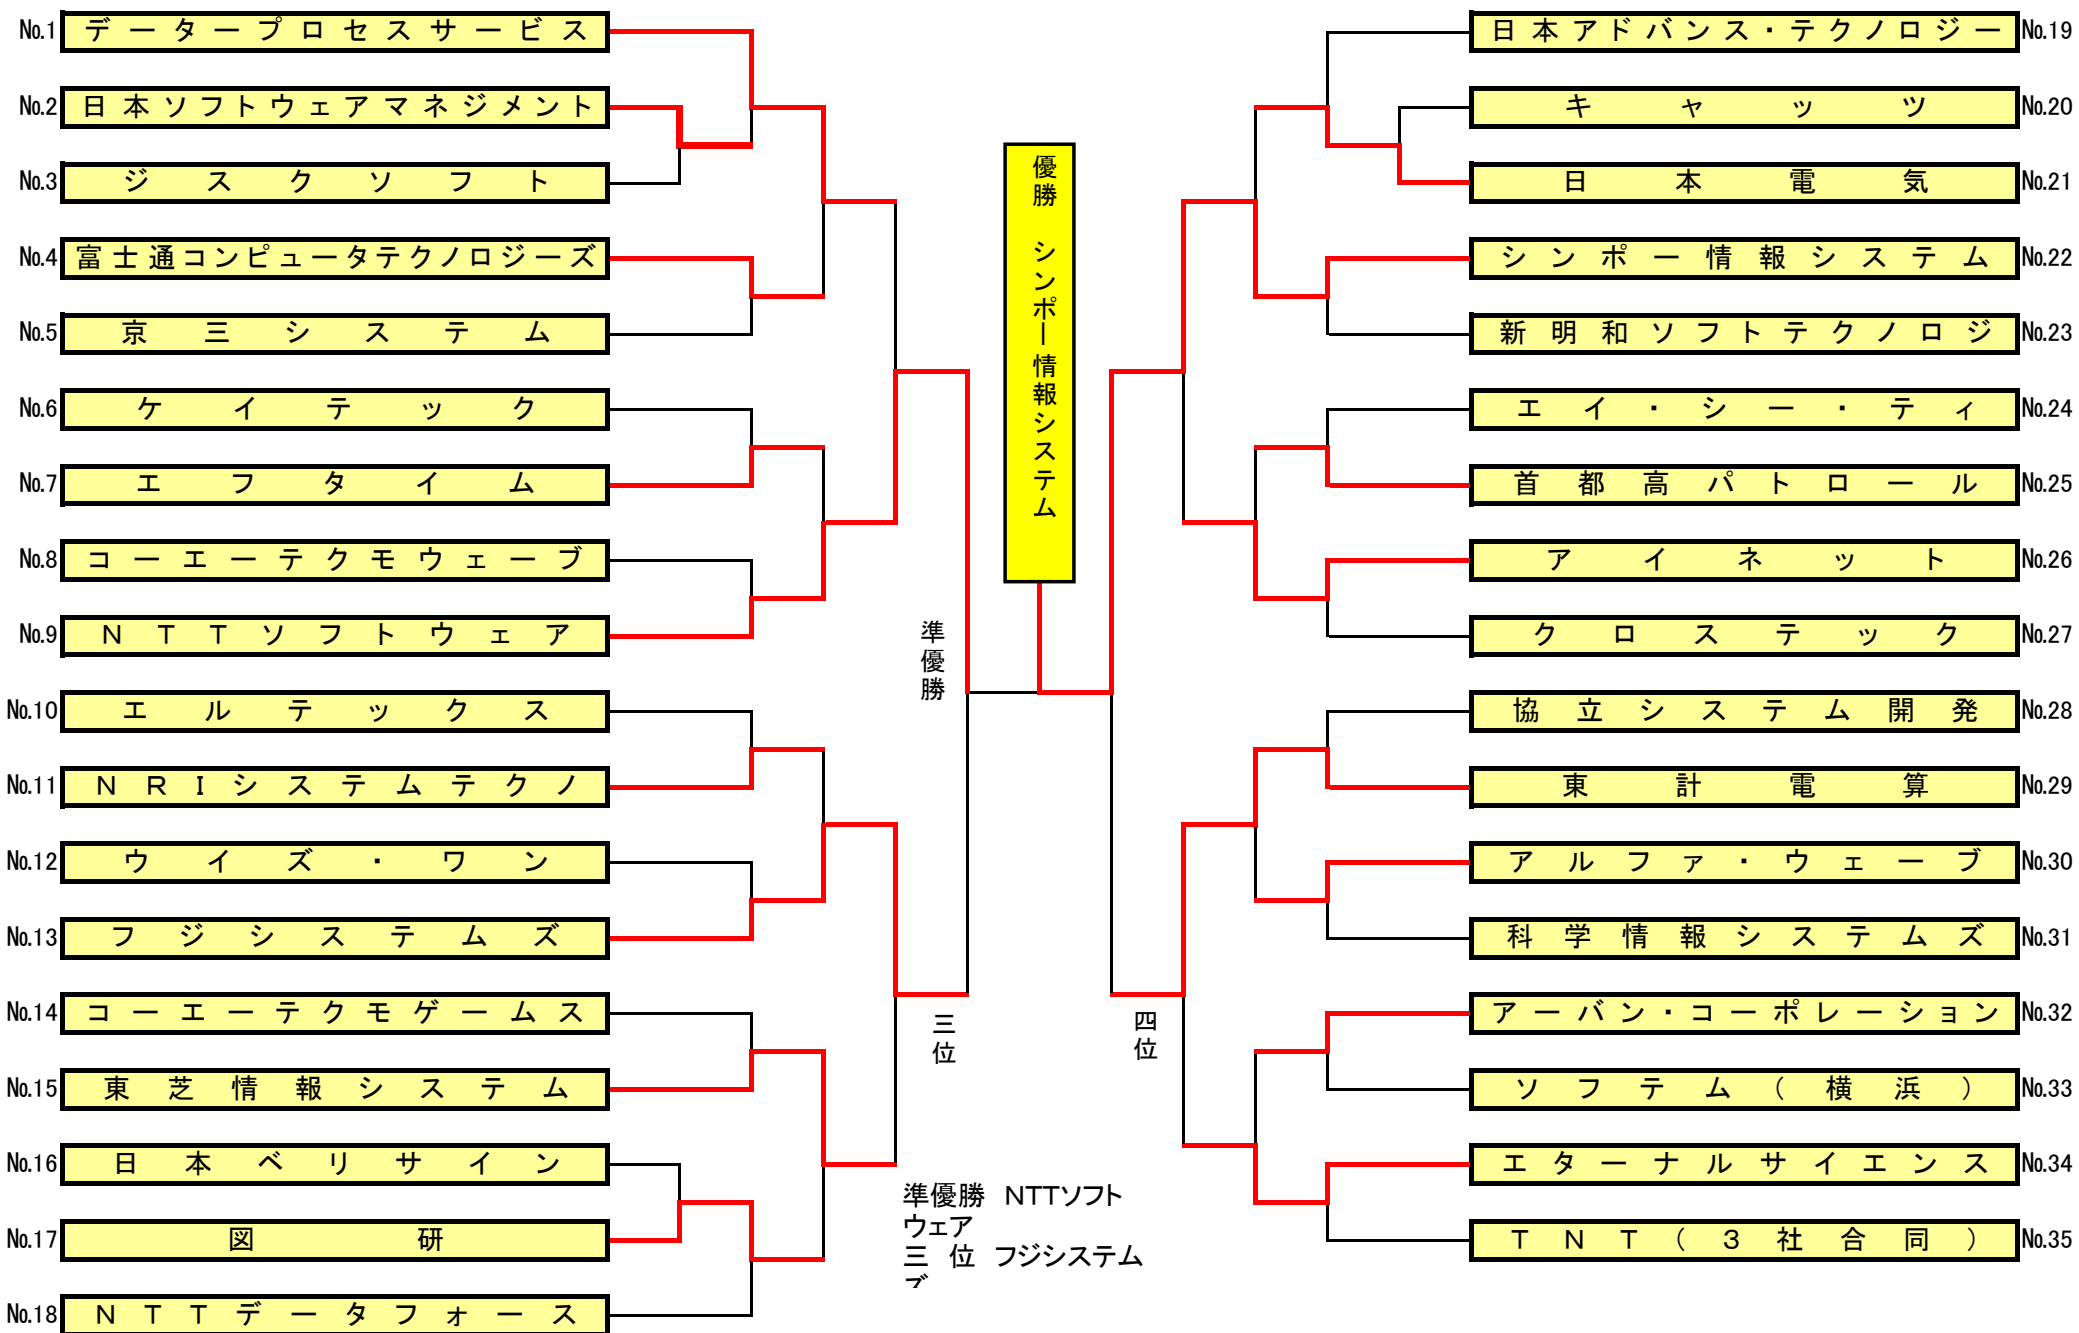 No.1 データープロセスサービス
No.2 日本ソフトウェアマネジメント
No.3 ジスクソフト
No.4 富士通コンピュータテクノロジーズ
No.5 京三システム
No.6 ケイテック
No.7 エフタイム
No.8 コーエーテクモウェーブ
No.9 NTTソフトウェア
No.10 エルテックス
No.11 NRIシステムテクノ
No.12 ウイズ・ワン
No.13 フジシステムズ
No.14 コーエーテクモゲームス
No.15 東芝情報システム
No.16 日本ベリサイン
No.17 図研
No.18 NTTデータフォース
優勝 シンポー情報システム
準優勝
三位
四位
準優勝 NTTソフト
ウェア
三 位 フジシステム
ズ
日本アドバンス・テクノロジー No.19
キャッツ No.20
日本電気 No.21
シンポー情報システム No.22
新明和ソフトテクノロジ No.23
エイ・シー・ティ No.24
首都高パトロール No.25
アイネット No.26
クロステック No.27
協立システム開発 No.28
東計電算 No.29
アルファ・ウェーブ No.30
科学情報システムズ No.31
アーバン・コーポレーション No.32
ソフテム(横浜) No.33
エターナルサイエンス No.34
TNT(3社合同) No.35